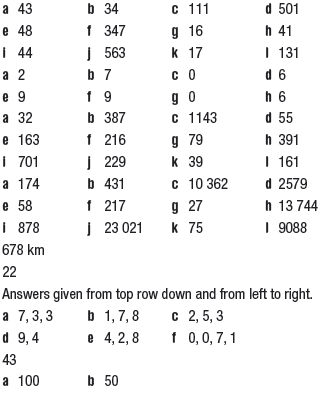 a 43 b 34 c 111 d 501
e 48 f 347 g 16 h 41
i 44 j 563 k 17 l 131
a 2 b 7 c 0 d 6
e 9 f 9 g 0 h 6
a 32 b 387 c 1143 d 55
e 163 f 216 g 79 h 391
i 701 j 229 k 39 l 161
a 174 b 431 c 10 362 d 2579
e 58 f 217 g 27 h 13 744
i 878 j 23 021 k 75 l 9088
678 km
22
Answers given from top row down and from left to right.
a 7, 3, 3 b 1, 7, 8 c 2, 5, 3
d 9, 4 e 4, 2, 8 f 0, 0, 7, 1
43
a 100 b 50